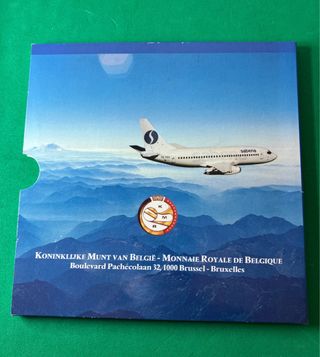 sabena
K
M
B
KONINKLIJKE MUNT VAN BELGIË - MONNAIE ROYALE DE BELGIQUE
Boulevard Pachécolaan 32, 1000 Brussel - Bruxelles